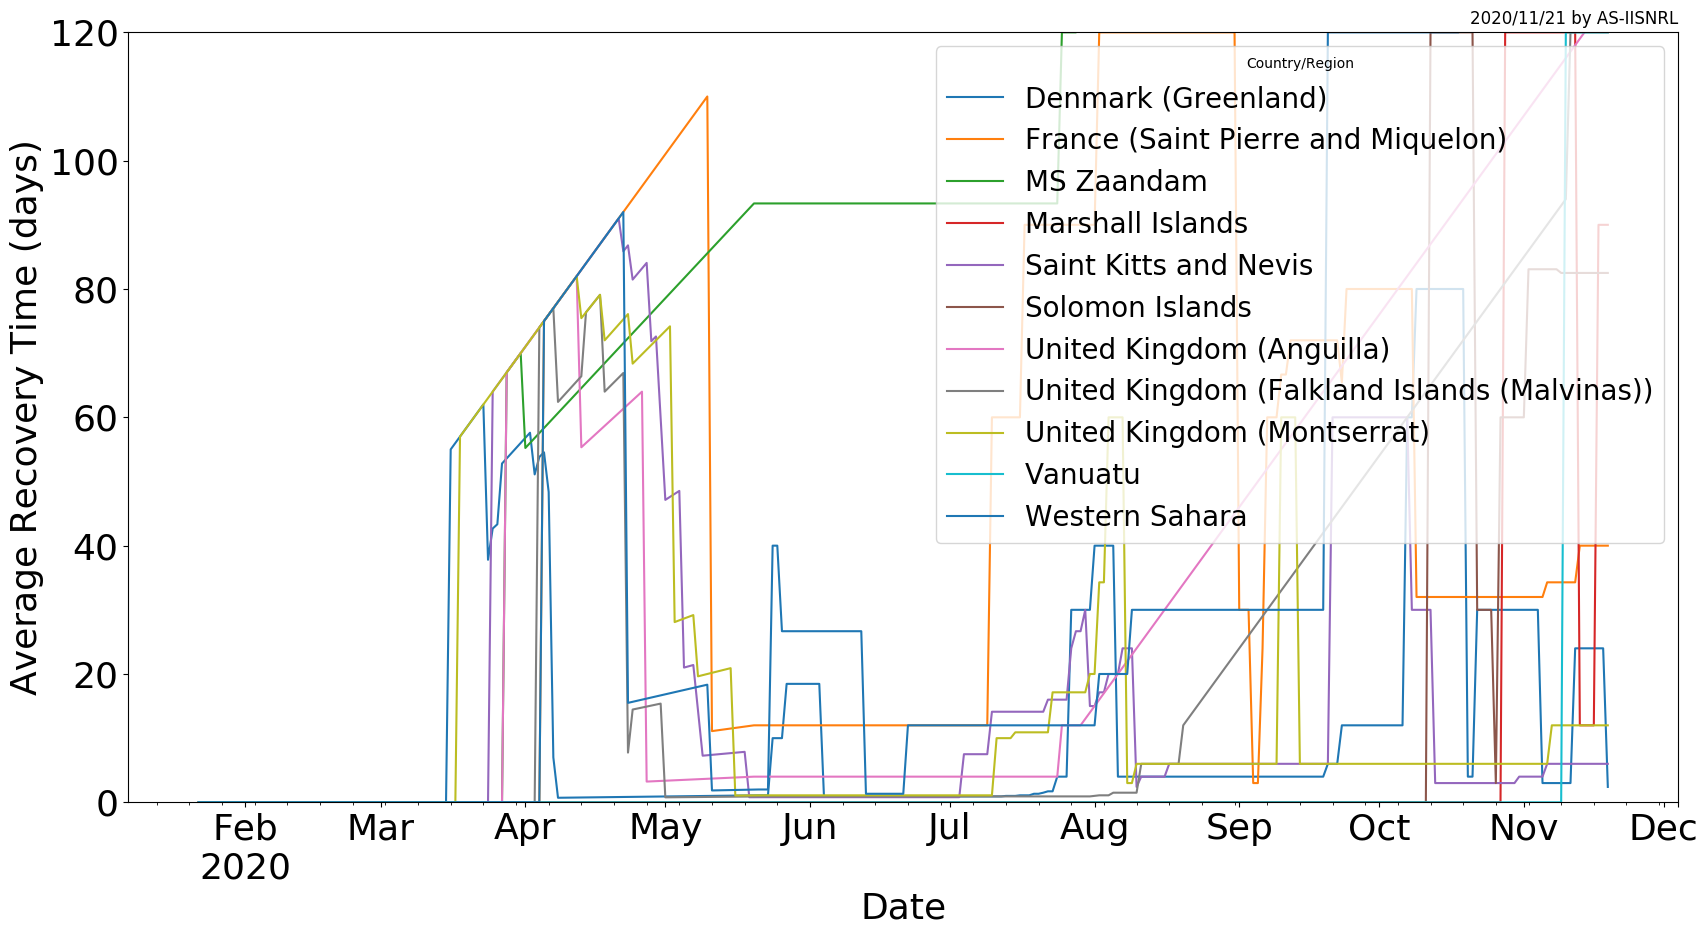 2020/11/21 by AS-IISNRL
120
100
80
60
40
20
0
Average Recovery Time (days)
Country/Region
Denmark (Greenland)
France (Saint Pierre and Miquelon)
MS Zaandam
Marshall Islands
Saint Kitts and Nevis
Solomon Islands
United Kingdom (Anguilla)
United Kingdom (Falkland Islands (Malvinas))
United Kingdom (Montserrat)
Vanuatu
Western Sahara
Feb Mar Apr May Jun Jul Aug Sep Oct Nov Dec
2020
Date